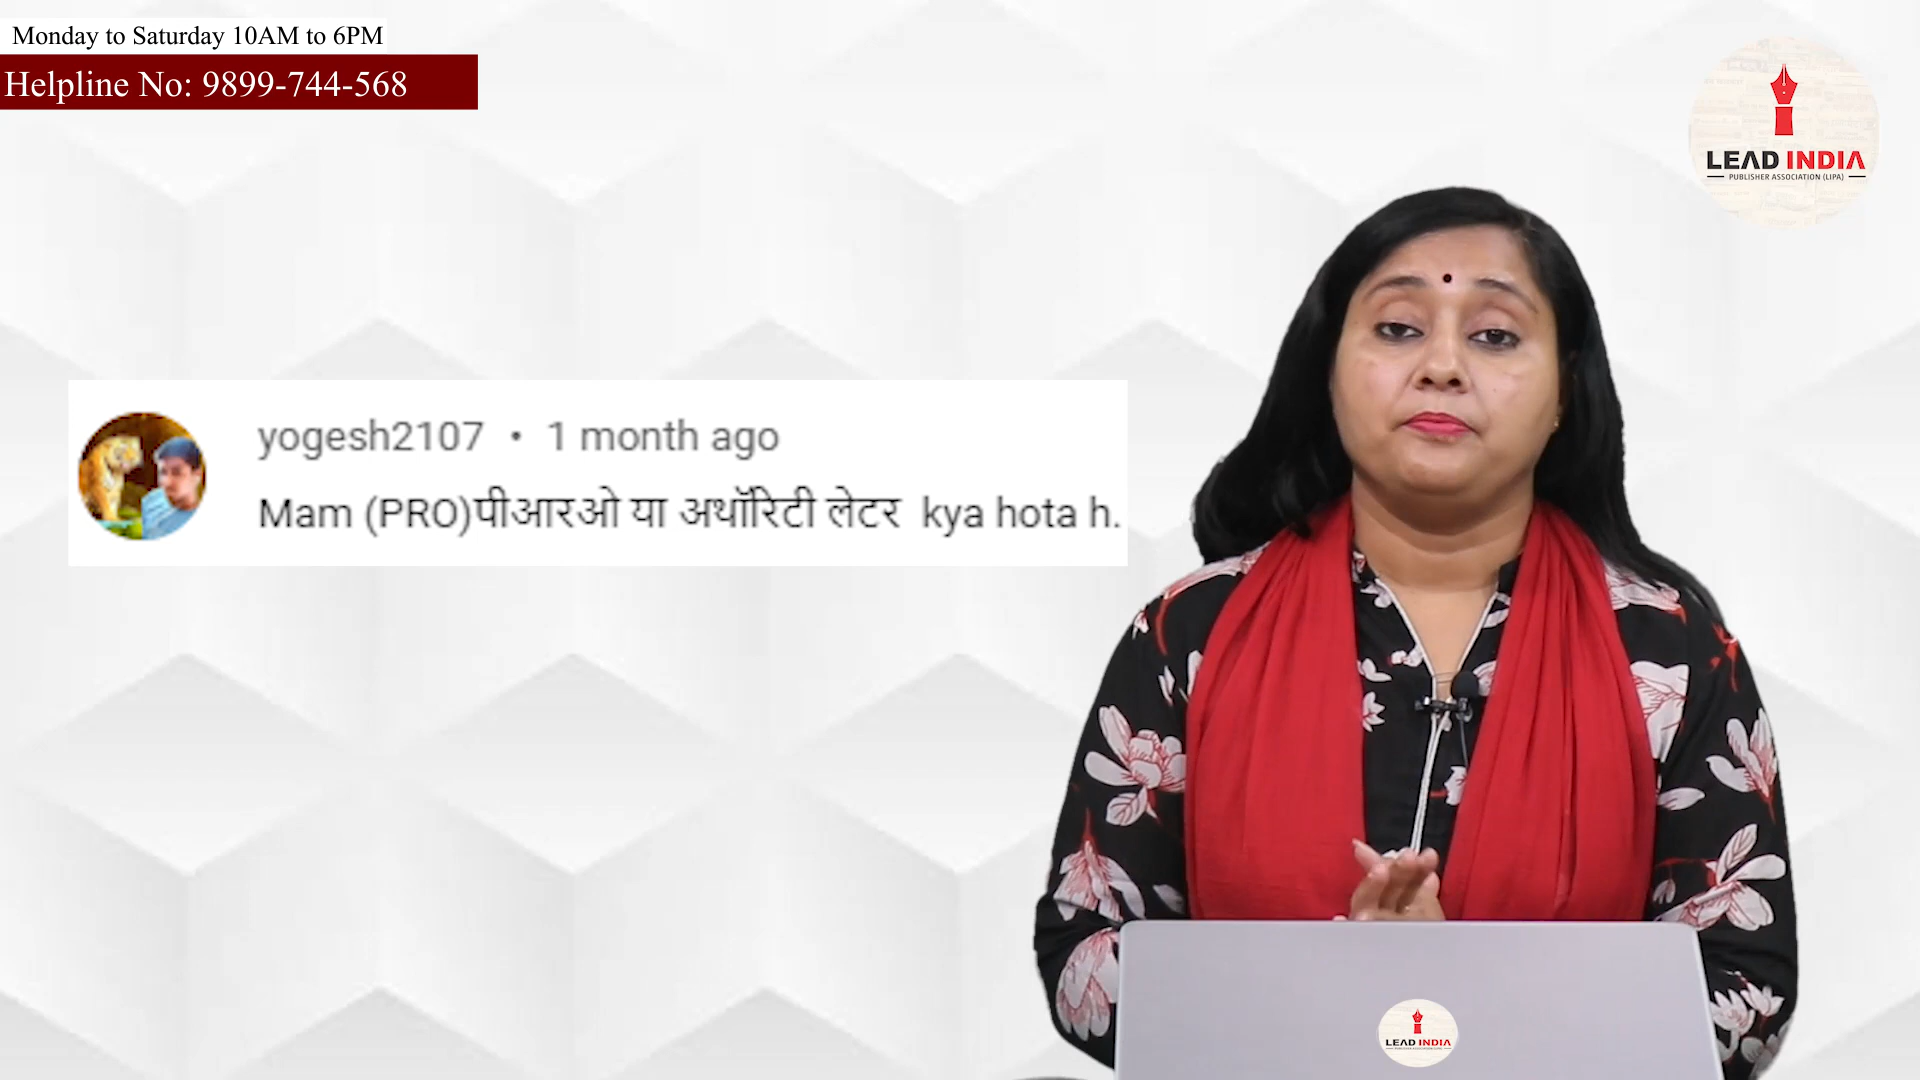 Monday to Saturday 10AM to 6PM
Helpline No: 9899-744-568
LEAD INDIA
PUBLISHER ASSOCIATION (LIPA)
yogesh2107 • 1 month ago
Mam (PRO)पीआरओ या अथॉरिटी लेटर kya hota h.
LEAD INDIA